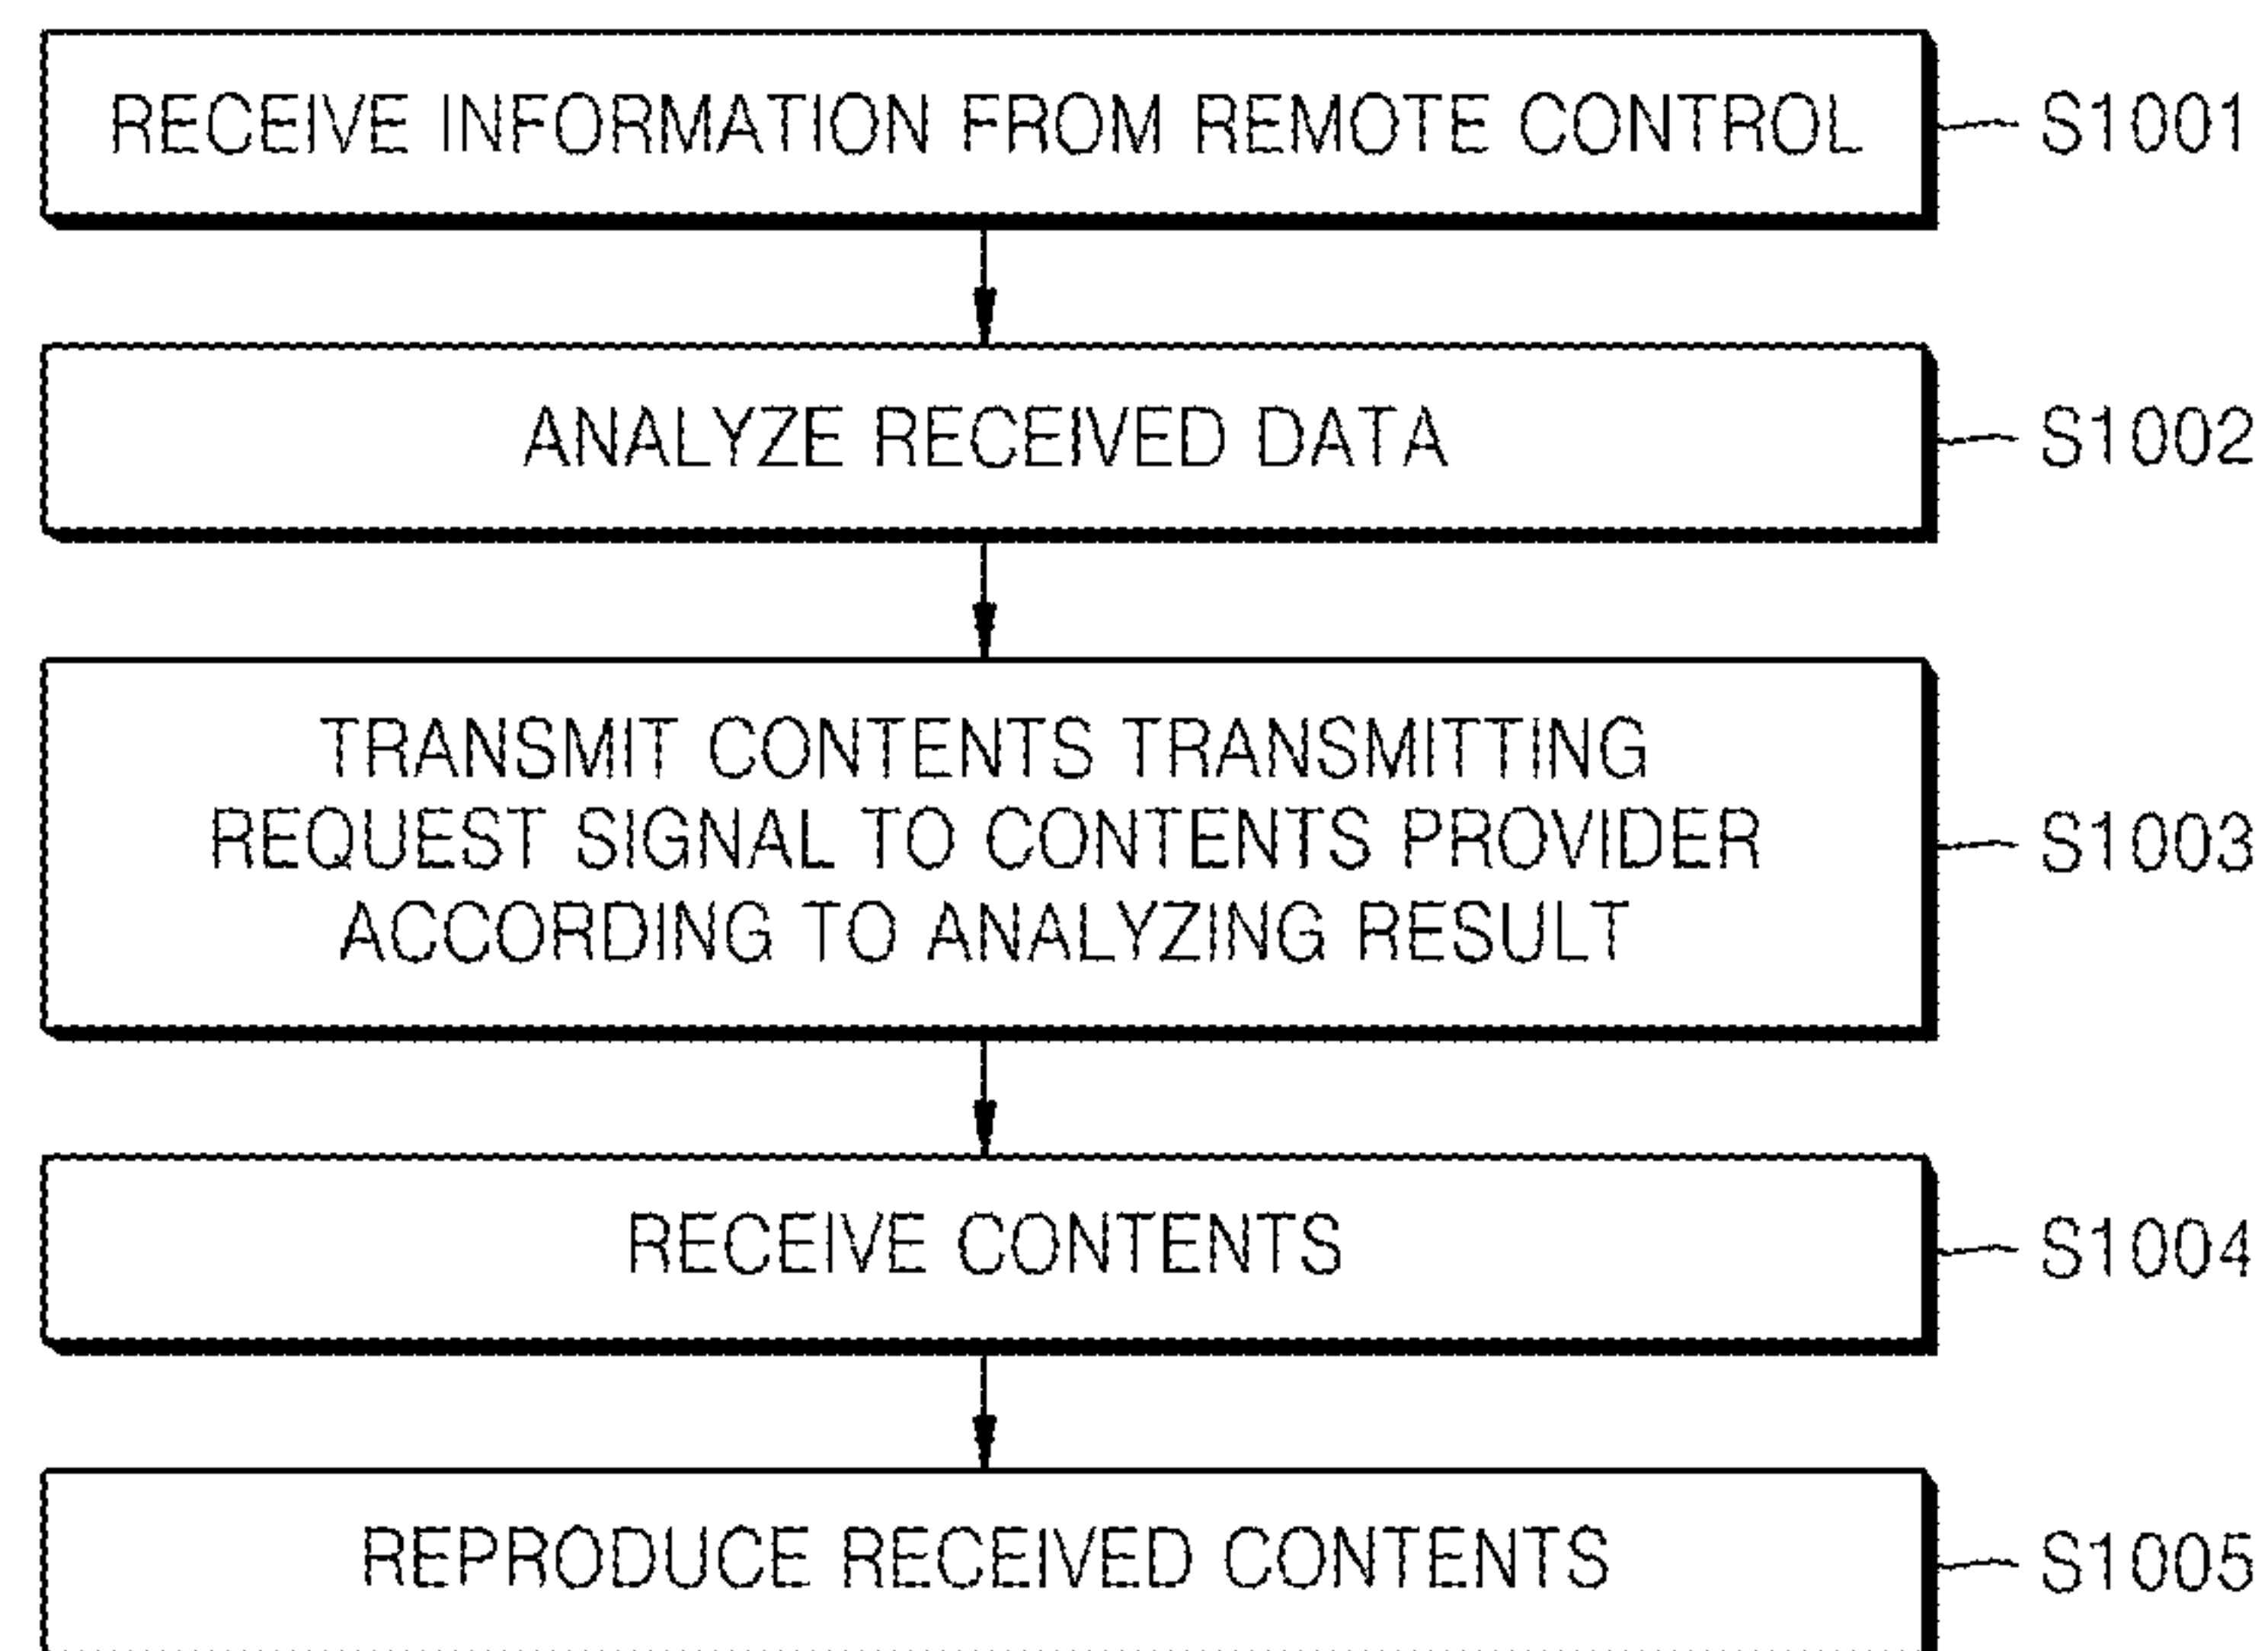 RECEIVE INFORMATION FROM REMOTE CONTROL
S1001
ANALYZE RECEIVED DATA
S1002
TRANSMIT CONTENTS TRANSMITTING
REQUEST SIGNAL TO CONTENTS PROVIDER
ACCORDING TO ANALYZING RESULT
S1003
RECEIVE CONTENTS
S1004
REPRODUCE RECEIVED CONTENTS
S1005